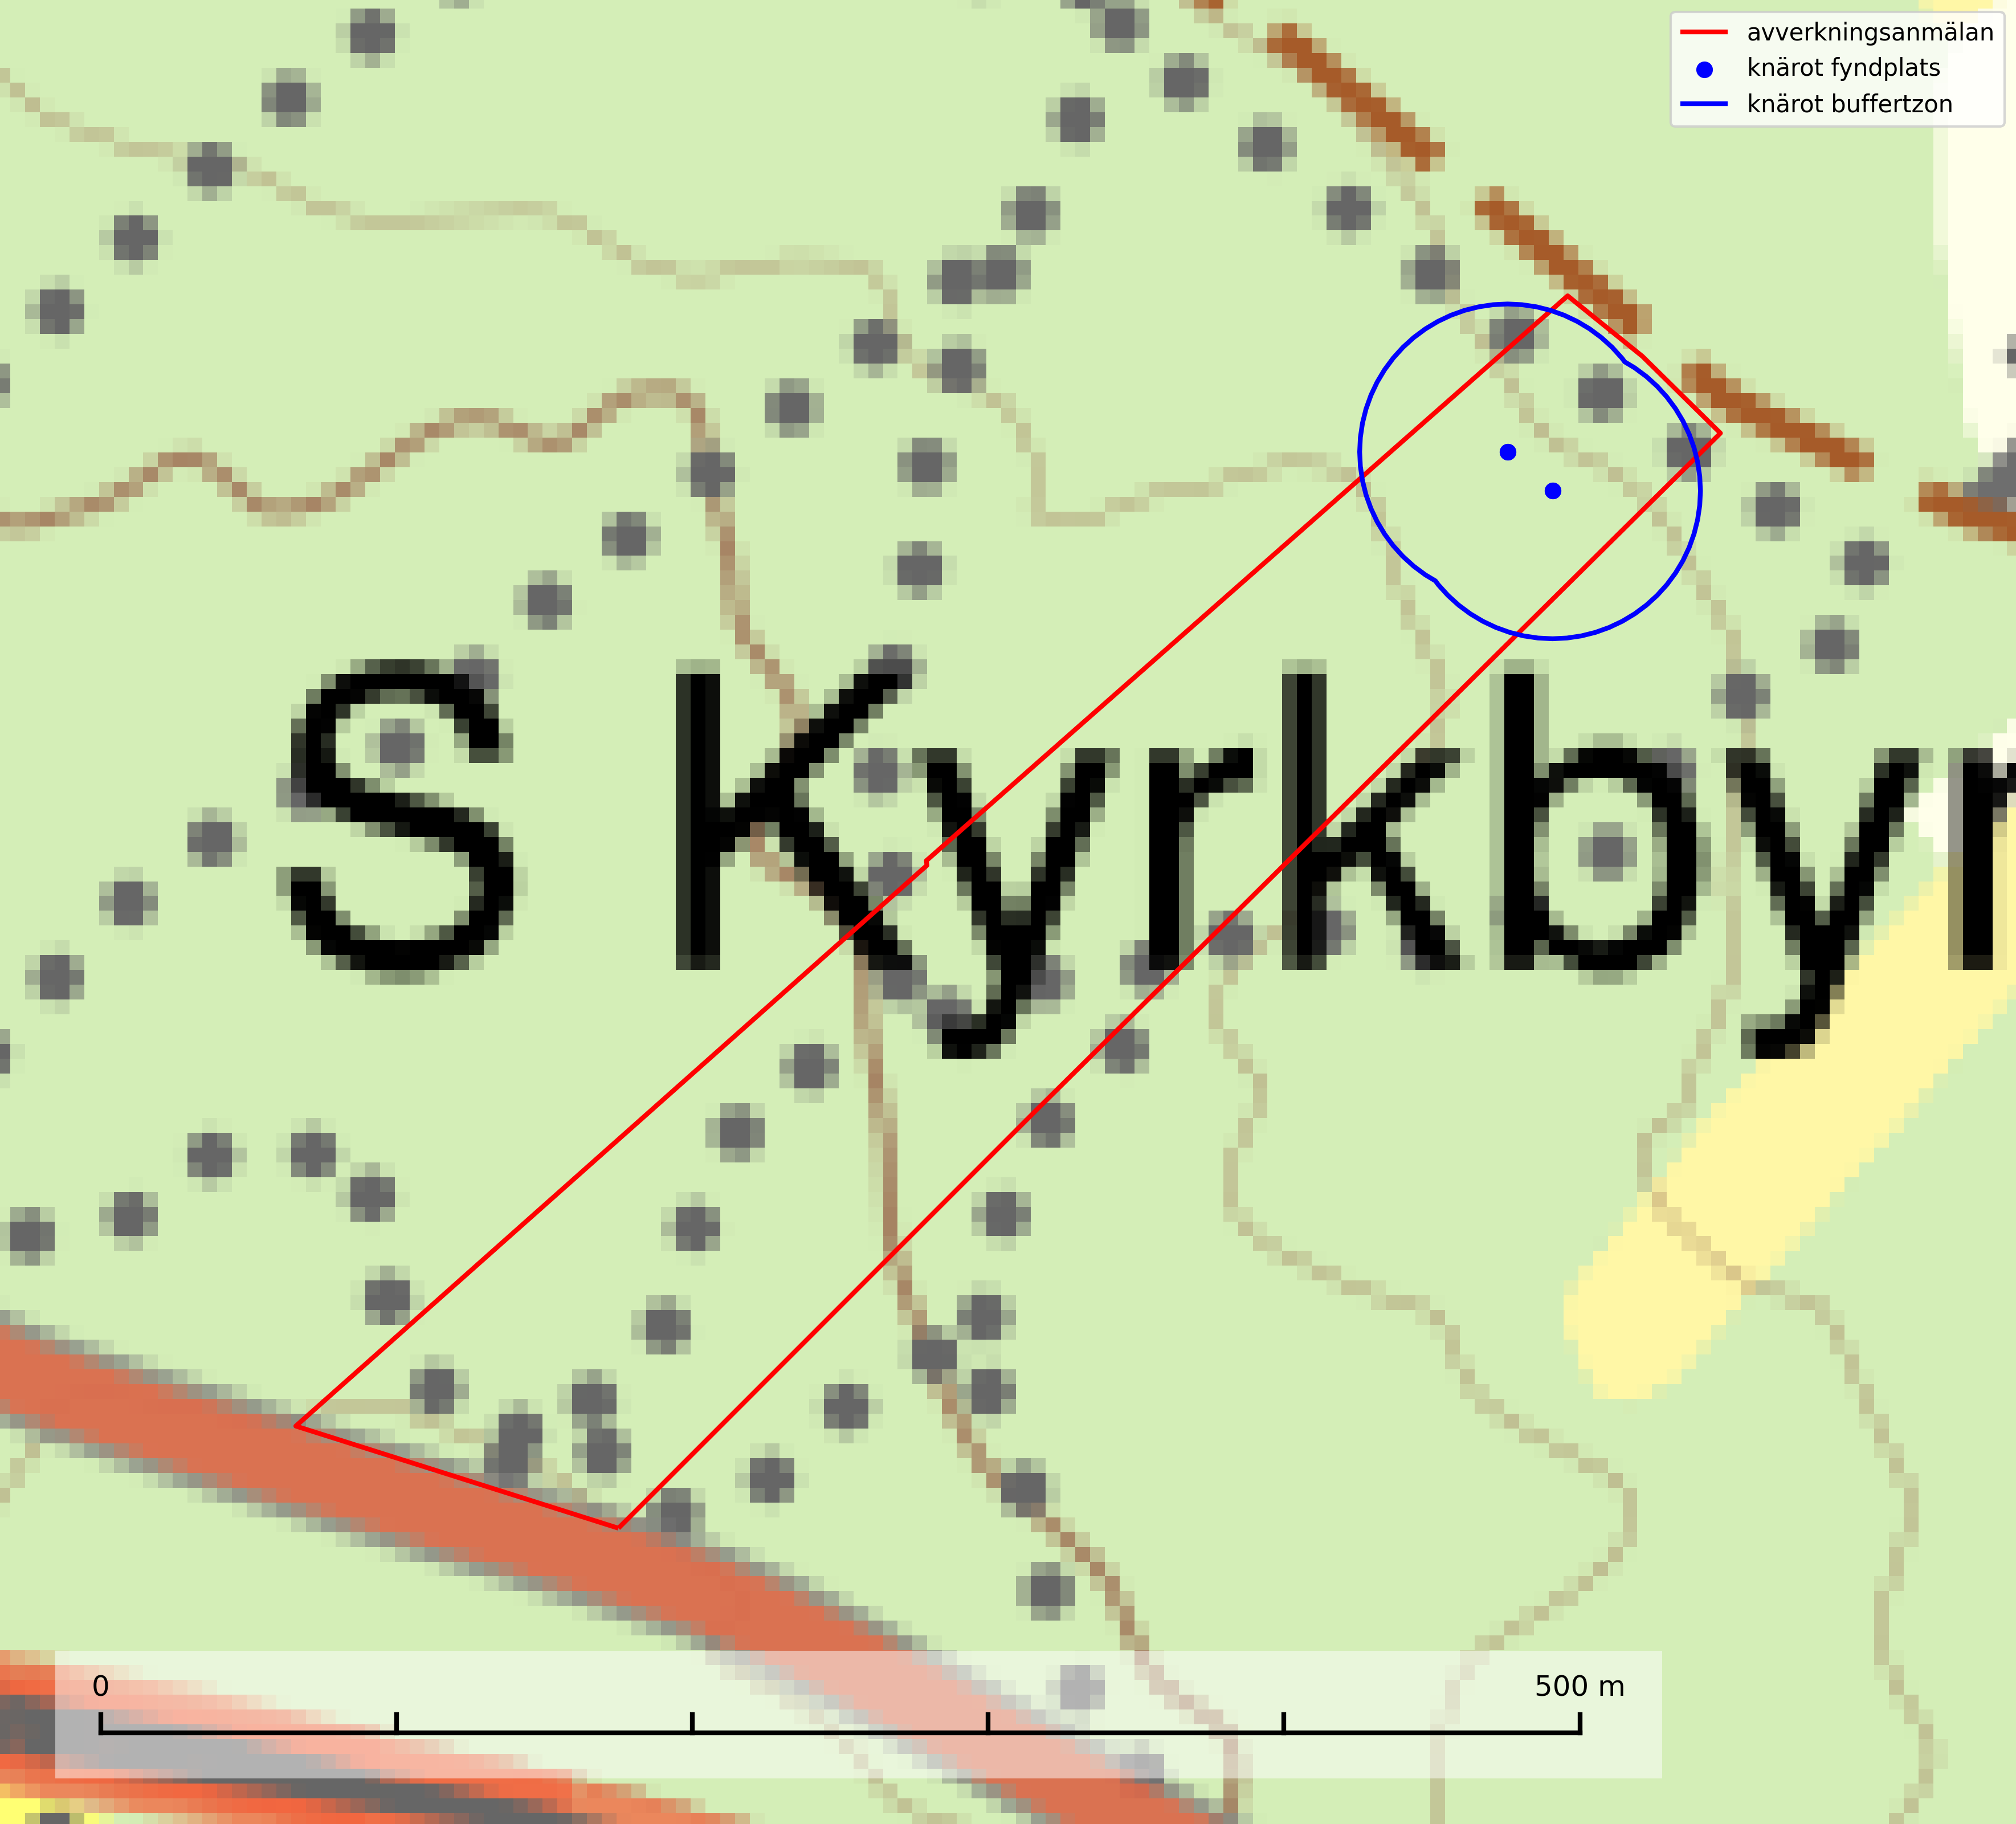 avverkningsanmälan
knärot fyndplats
knärot buffertzon
S Kyrkbyn
0 500 m